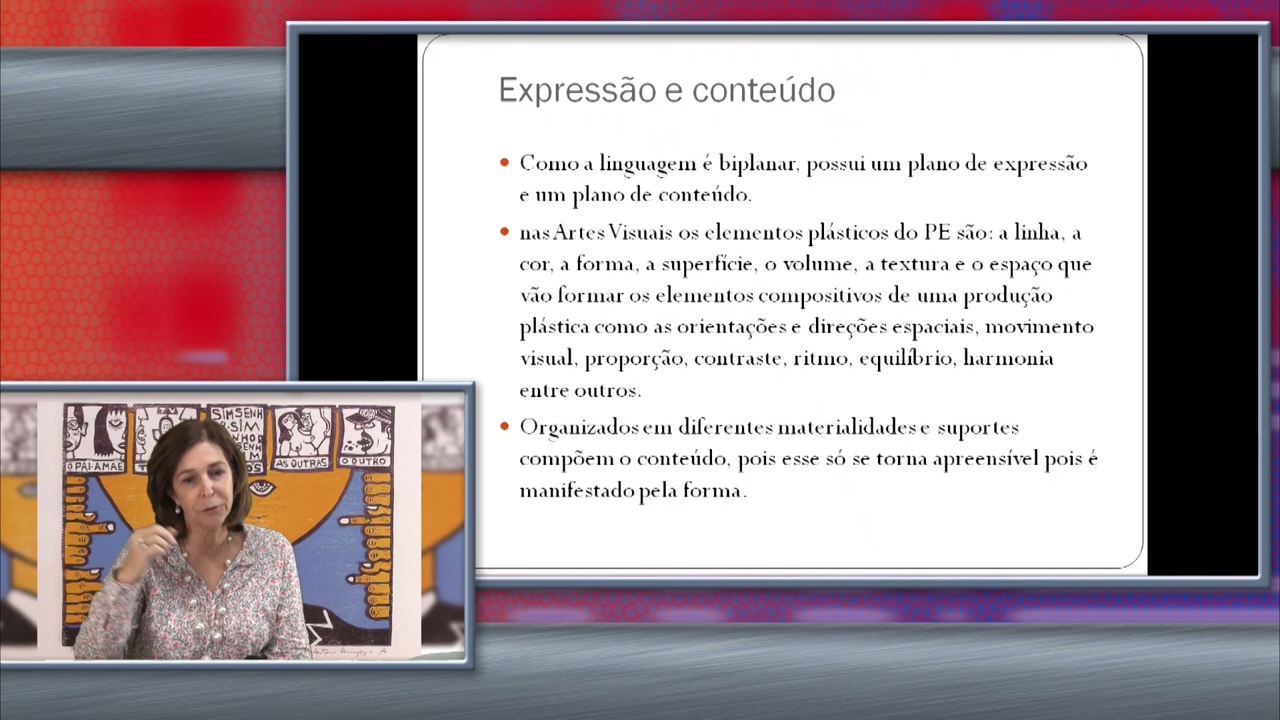 Expressão e conteúdo
• Como a linguagem é biplanar, possui um plano de expressão
e um plano de conteúdo.
• nas Artes Visuais os elementos plásticos do PE são: a linha, a
cor, a forma, a superfície, o volume, a textura e o espaço que
vão formar os elementos compositivos de uma produção
plástica como as orientações e direções espaciais, movimento
visual, proporção, contraste, ritmo, equilíbrio, harmonia
entre outros.
• Organizados em diferentes materialidades e suportes
compõem o conteúdo, pois esse só se torna apreensível pois é
manifestado pela forma.
SIM SENH
SIM
O PAI-A MAE
AS OUTRAS
O OUTRO